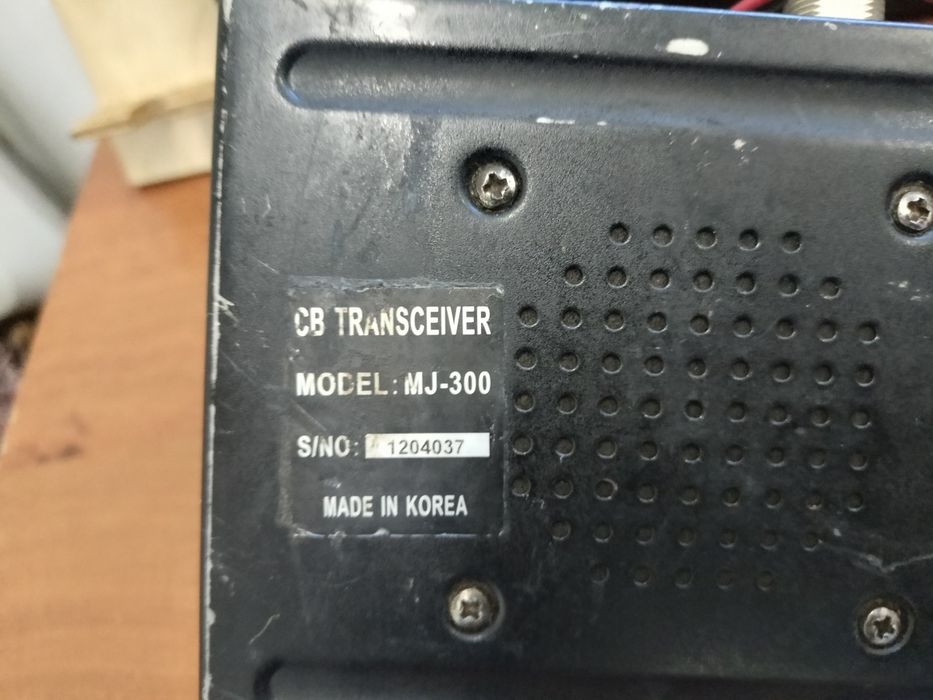 CB TRANSCEIVER
MODEL: MJ-300
S/NO: 1204037
MADE IN KOREA